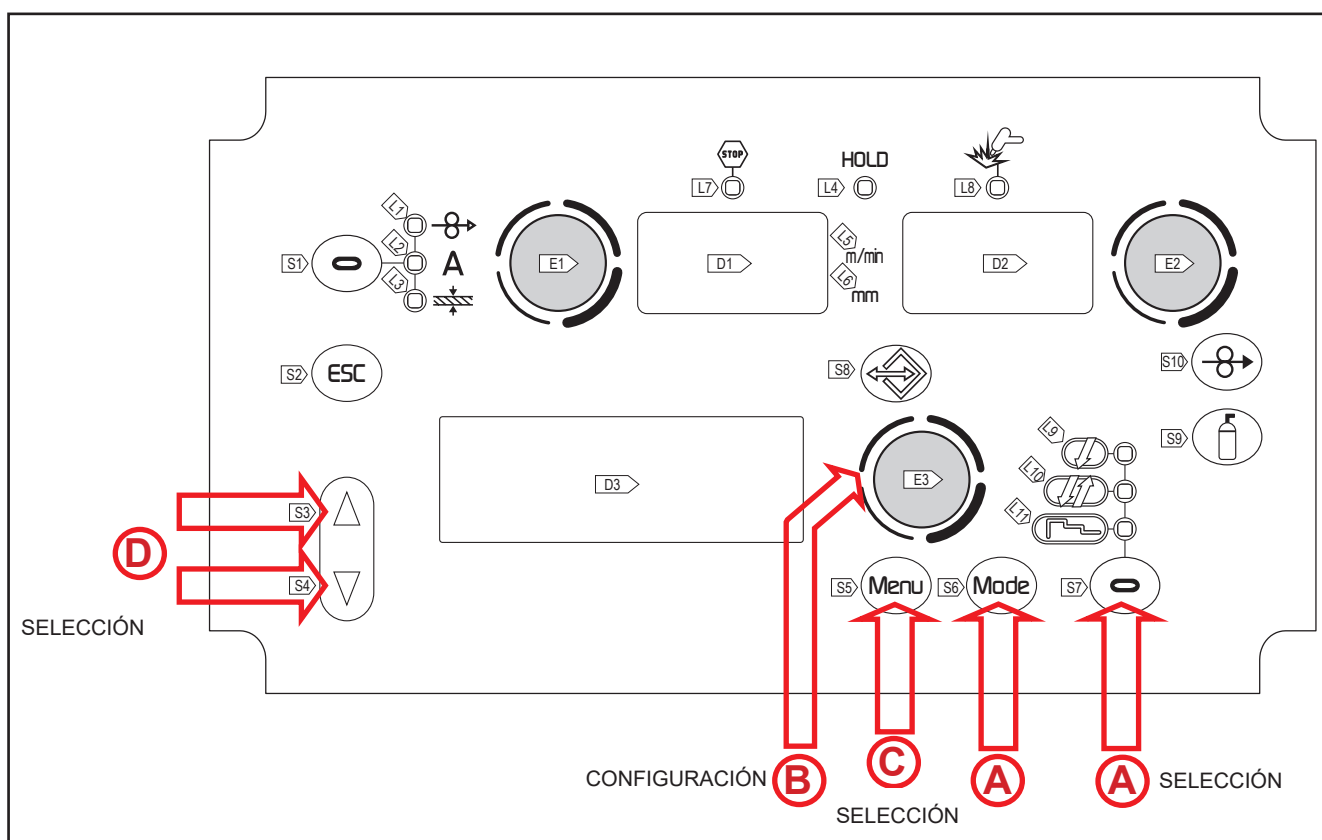 STOP
HOLD
L7
L4
L8
L1
L2
L3
S1
A
E1
D1
L5
m/min
L6
mm
D2
E2
S2
ESC
S8
S10
S9
L9
L10
L11
D3
E3
S3
S4
D
SELECCIÓN
S5
Menu
S6
Mode
S7
CONFIGURACIÓN
B
C
SELECCIÓN
A
A
SELECCIÓN